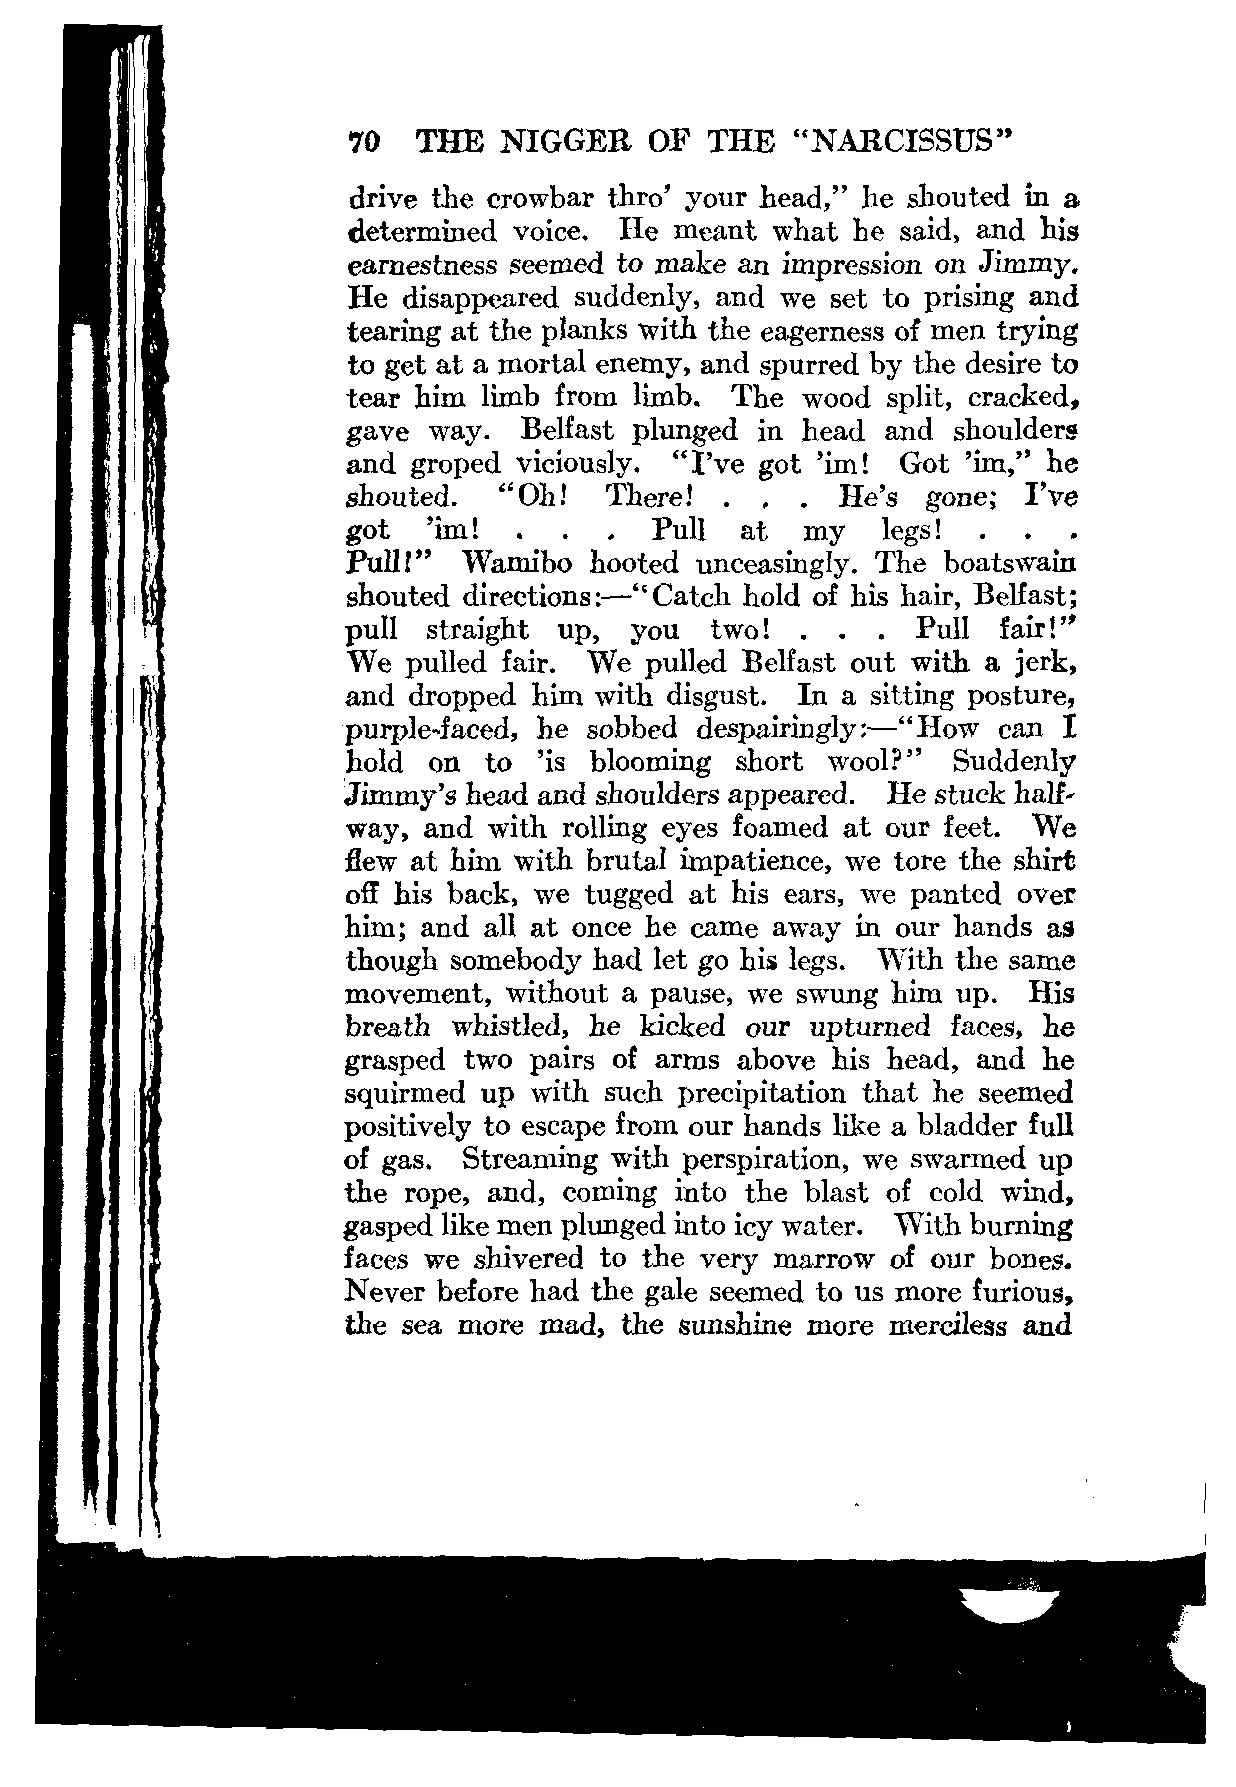 70 THE NIGGER OF THE "NARCISSUS"
drive the crowbar thro' your head," he shouted in a
determined voice. He meant what he said, and his
earnestness seemed to make an impression on Jimmy.
He disappeared suddenly, and we set to prising and
tearing at the planks with the eagerness of men trying
to get at a mortal enemy, and spurred by the desire to
tear him limb from limb. The wood split, cracked,
gave way. Belfast plunged in head and shoulders
and groped viciously. "I've got 'im! Got 'im," he
shouted. "Oh! There! . . . He's gone; I've
got 'im! . . . Pull at my legs! . . .
Pull!" Wamibo hooted unceasingly. The boatswain
shouted directions:—"Catch hold of his hair, Belfast;
pull straight up, you two! . . . Pull fair!"
We pulled fair. We pulled Belfast out with a jerk,
and dropped him with disgust. In a sitting posture,
purple-faced, he sobbed despairingly:—"How can I
hold on to 'is blooming short wool?" Suddenly
Jimmy's head and shoulders appeared. He stuck half-
way, and with rolling eyes foamed at our feet. We
flew at him with brutal impatience, we tore the shirt
off his back, we tugged at his ears, we panted over
him; and all at once he came away in our hands as
though somebody had let go his legs. With the same
movement, without a pause, we swung him up. His
breath whistled, he kicked our upturned faces, he
grasped two pairs of arms above his head, and he
squirmed up with such precipitation that he seemed
positively to escape from our hands like a bladder full
of gas. Streaming with perspiration, we swarmed up
the rope, and, coming into the blast of cold wind,
gasped like men plunged into icy water. With burning
faces we shivered to the very marrow of our bones.
Never before had the gale seemed to us more furious,
the sea more mad, the sunshine more merciless and